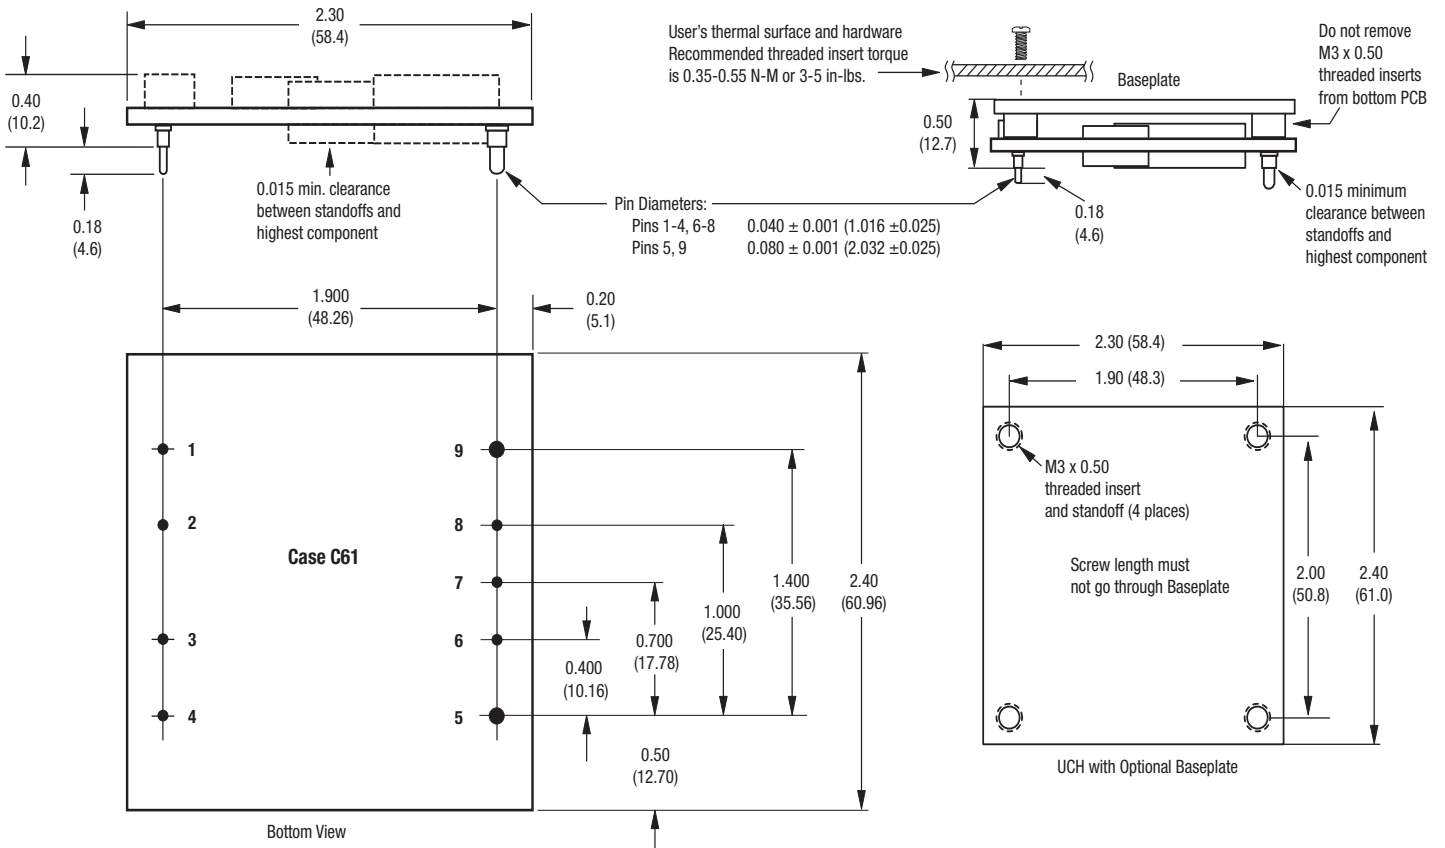 2.30
(58.4)
0.40
(10.2)
0.18
(4.6)
0.015 min. clearance
between standoffs and
highest component
User's thermal surface and hardware
Recommended threaded insert torque
is 0.35-0.55 N-M or 3-5 in-lbs.
Baseplate
Do not remove
M3 x 0.50
threaded inserts
from bottom PCB
0.50
(12.7)
0.18
(4.6)
0.015 minimum
clearance between
standoffs and
highest component
Pin Diameters:
Pins 1-4, 6-8 0.040 ± 0.001 (1.016 ±0.025)
Pins 5, 9 0.080 ± 0.001 (2.032 ±0.025)
1.900
(48.26)
0.20
(5.1)
1
2
3
4
9
8
7
6
5
Case C61
0.400
(10.16)
0.700
(17.78)
1.000
(25.40)
1.400
(35.56)
2.40
(60.96)
0.50
(12.70)
Bottom View
2.30 (58.4)
1.90 (48.3)
M3 x 0.50
threaded insert
and standoff (4 places)
Screw length must
not go through Baseplate
2.00
(50.8)
2.40
(61.0)
UCH with Optional Baseplate